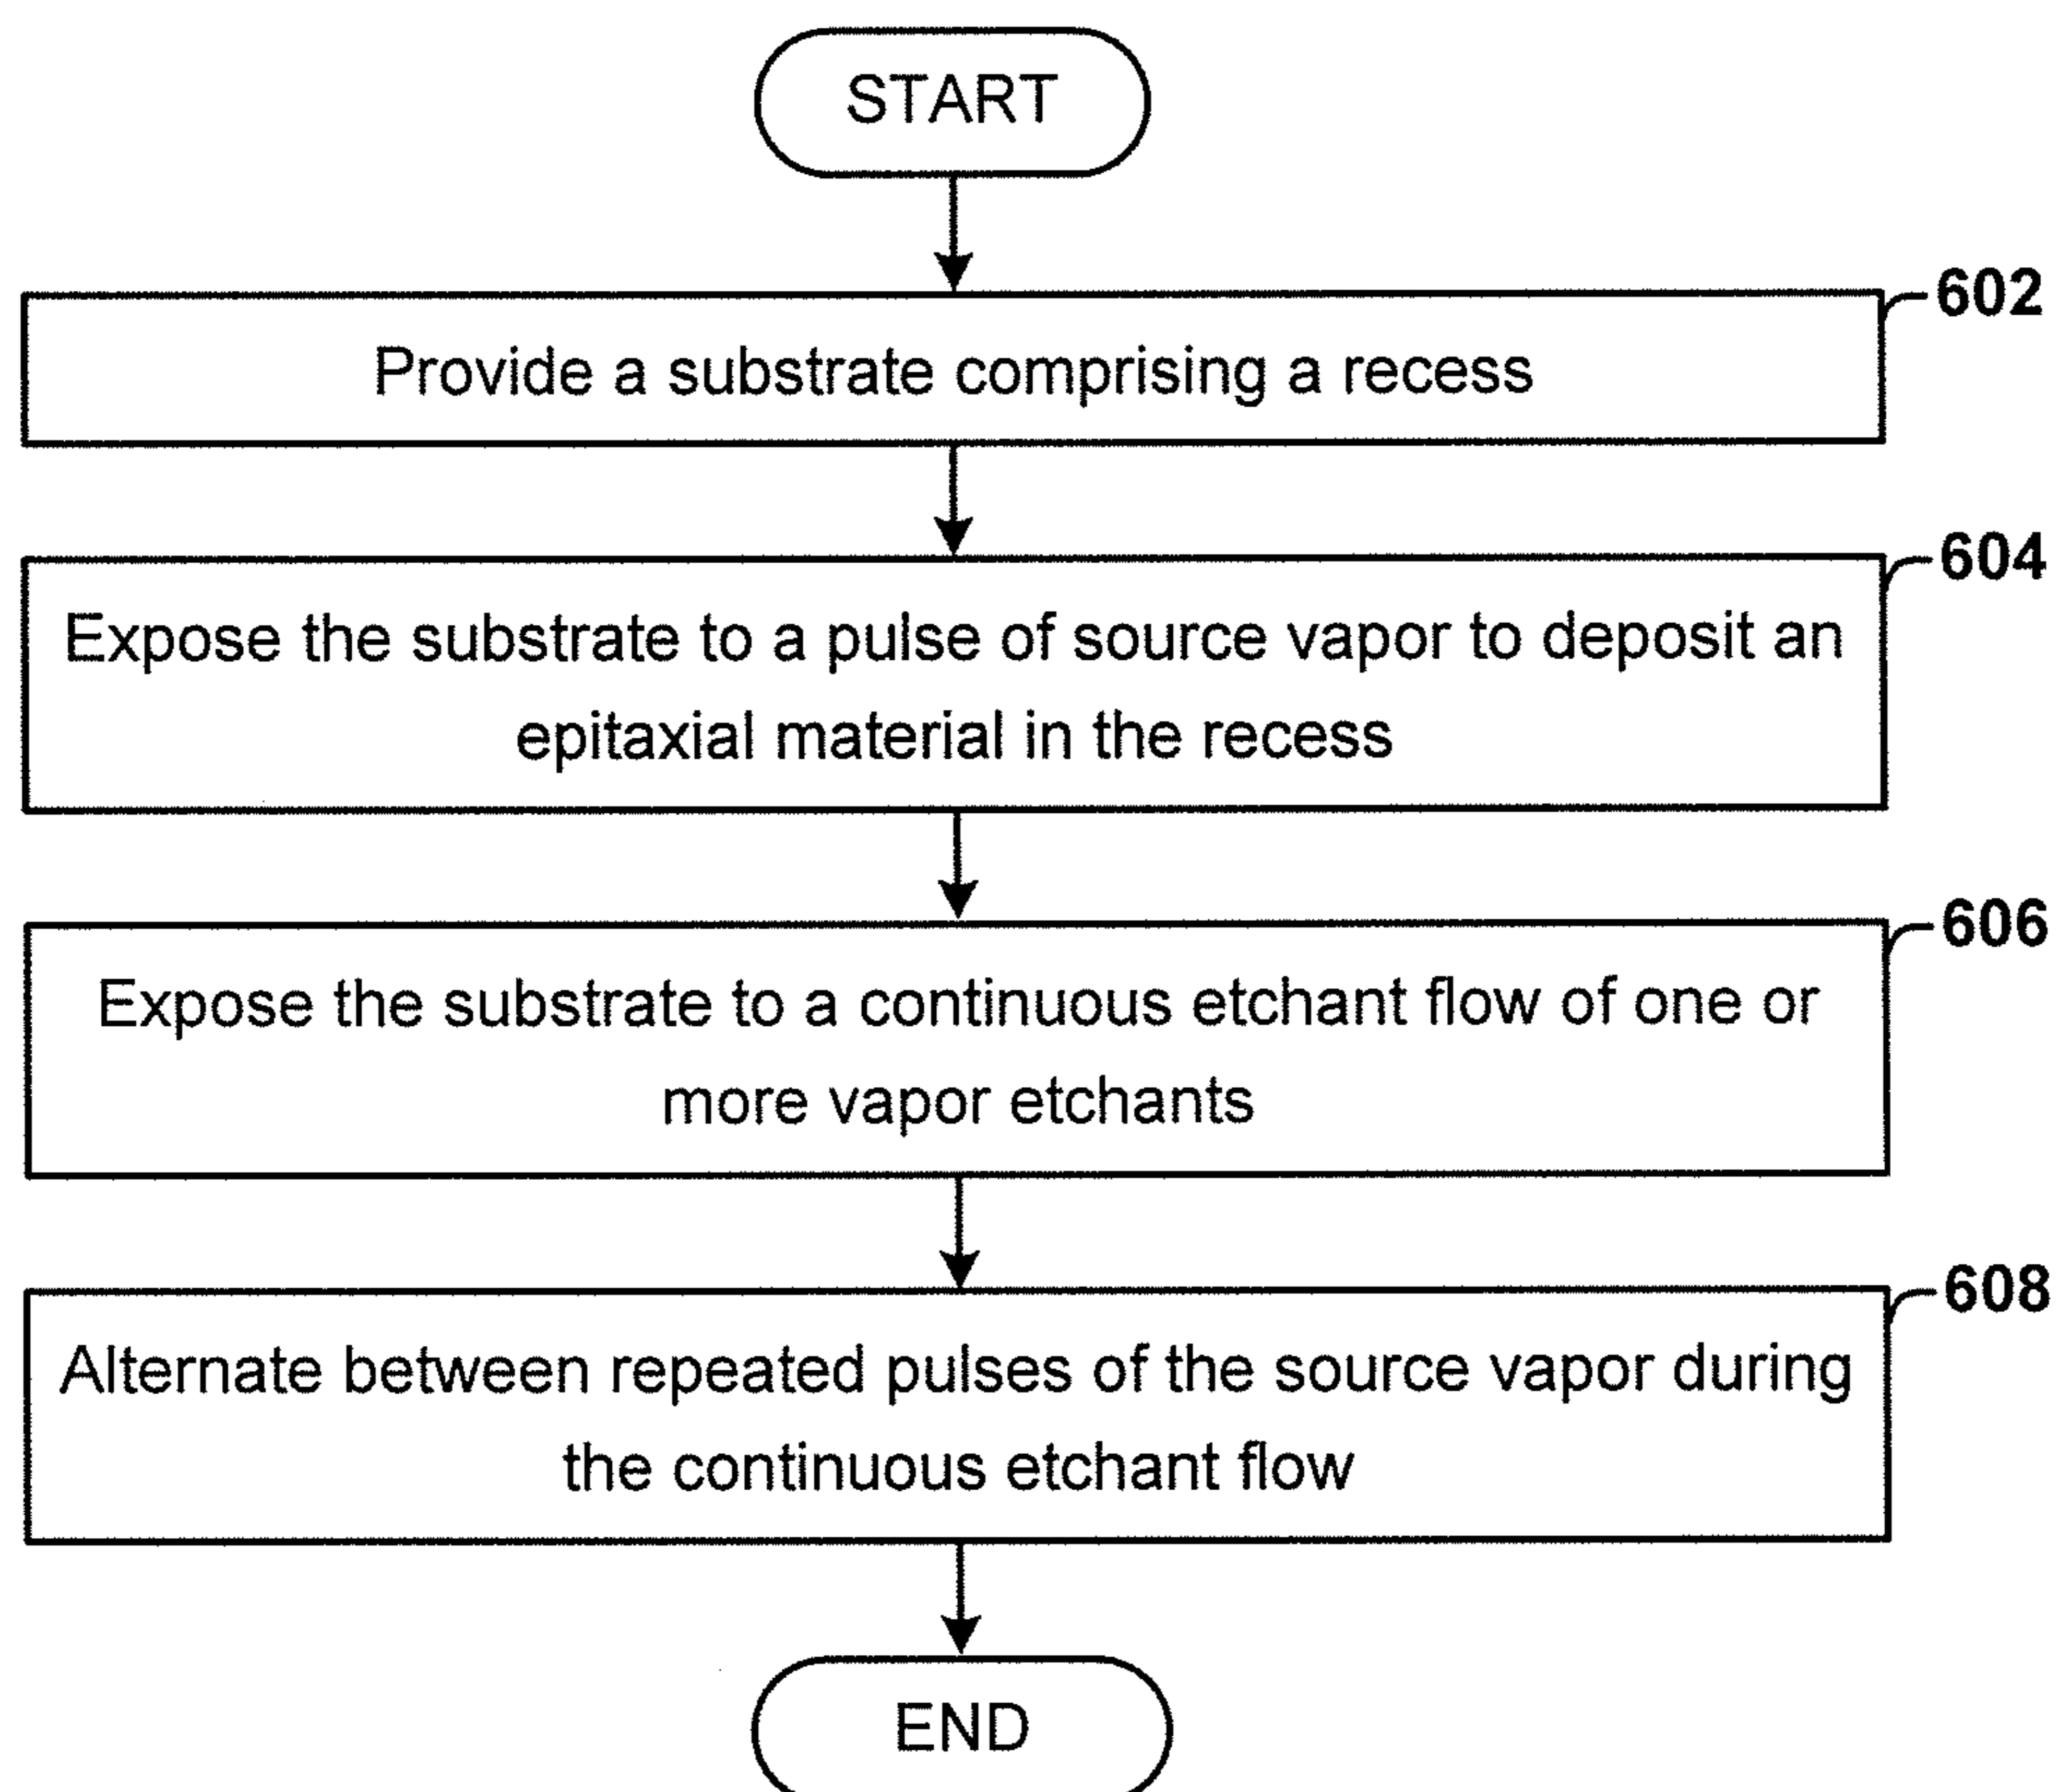 START
602
Provide a substrate comprising a recess
604
Expose the substrate to a pulse of source vapor to deposit an
epitaxial material in the recess
606
Expose the substrate to a continuous etchant flow of one or
more vapor etchants
608
Alternate between repeated pulses of the source vapor during
the continuous etchant flow
END